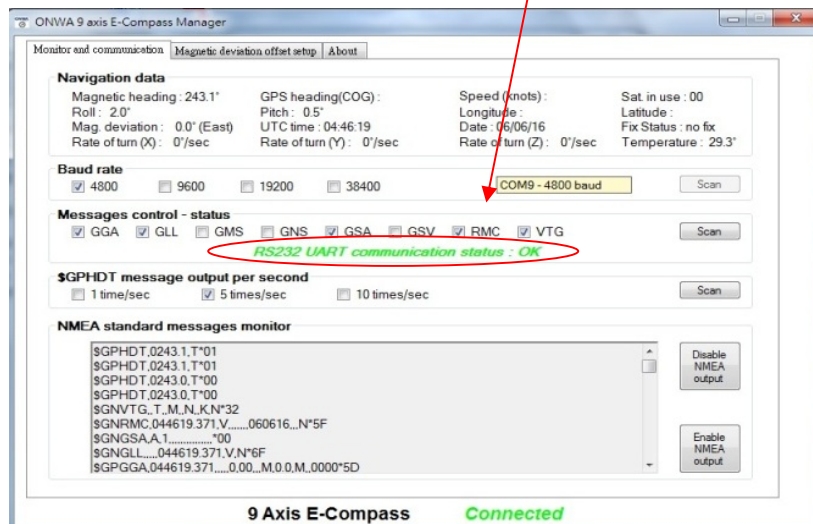 ONWA 9 axis E-Compass Manager
Monitor and communication Magnetic deviation offset setup About
Navigation data
Magnetic heading : 243.1° GPS heading(COG) : Speed (knots) : Sat. in use : 00
Roll : 2.0° Pitch : 0.5° Longitude : Latitude :
Mag. deviation : 0.0° (East) UTC time : 04:46:19 Date : 06/06/16 Fix Status : no fix
Rate of turn (X) : 0°/sec Rate of turn (Y) : 0°/sec Rate of turn (Z) : 0°/sec Temperature : 29.3°
Baud rate
4800 9600 19200 38400 COM9 - 4800 baud Scan
Messages control - status
GGA GLL GMS GNS GSA GSV RMC VTG Scan
RS232 UART communication status : OK
$GPHDT message output per second
1 time/sec 5 times/sec 10 times/sec Scan
NMEA standard messages monitor
$GPHDT,0243.1,T*01
$GPHDT,0243.1,T*01
$GPHDT,0243.0,T*00
$GPHDT,0243.0,T*00
$GNVTG,,T,,M,,N,,K,N*32
$GNRMC,044619.371,V,,,,,,,060616,,,N*5F
$GNGSA,A,1,,,,,,,,,,,,,,,*00
$GNGLL,,,,,044619.371,V,N*6F
$GPGGA,044619.371,,,,,0,00,,,M,0.0,M,,0000*5D
Disable
NMEA
output
Enable
NMEA
output
9 Axis E-Compass Connected